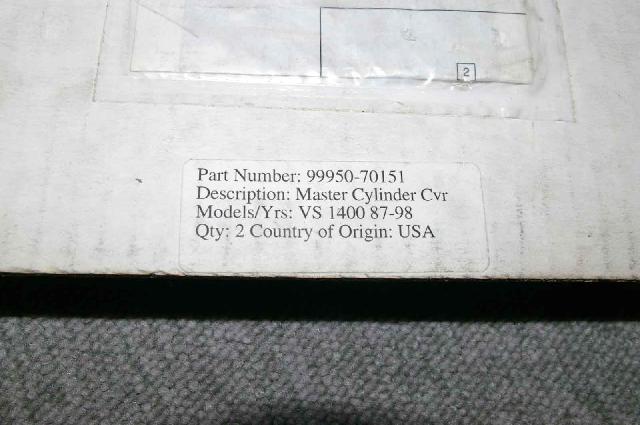 2
Part Number: 99950-70151
Description: Master Cylinder Cvr
Models/Yrs: VS 1400 87-98
Qty: 2 Country of Origin: USA